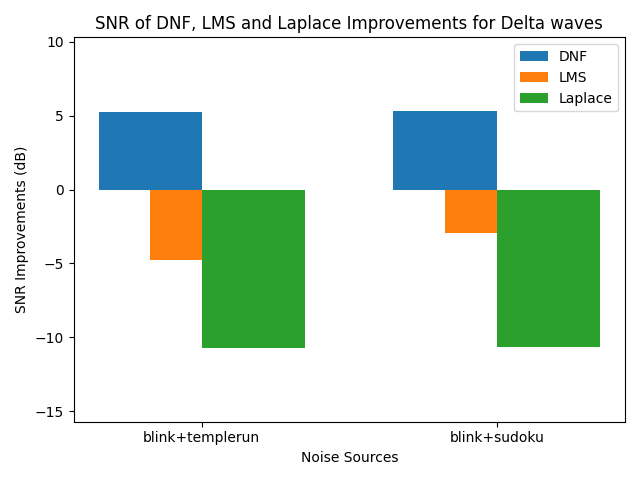 SNR of DNF, LMS and Laplace Improvements for Delta waves
DNF
LMS
Laplace
10
5
0
−5
−10
−15
SNR Improvements (dB)
blink+templerun
blink+sudoku
Noise Sources